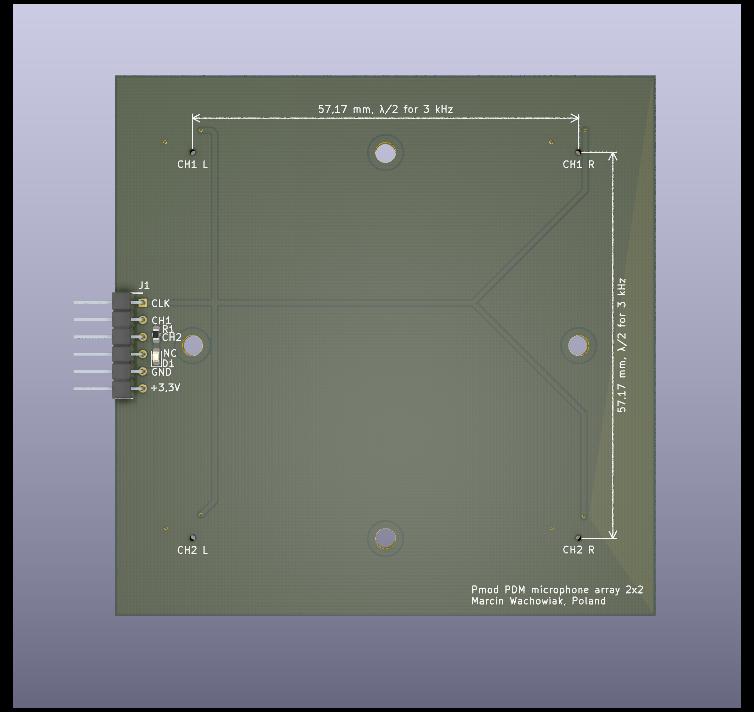 57,17 mm, λ/2 for 3 kHz
CH1 L
CH1 R
57,17 mm, λ/2 for 3 kHz
J1
CLK
CH1
R1
CH2
NC
D1
GND
+3,3V
CH2 L
CH2 R
Pmod PDM microphone array 2x2
Marcin Wachowiak, Poland